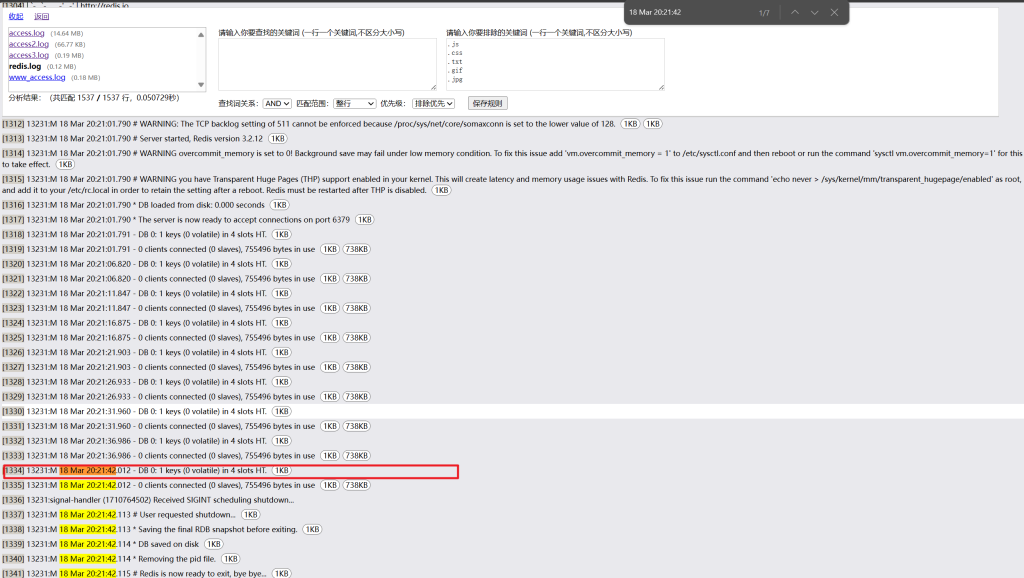 [1304] | `-._ `-._ _.-' _.-' | http://redis.io
18 Mar 20:21:42 1/7
收起 返回
access.log (14.64 MB)
access2.log (66.77 KB)
access3.log (0.19 MB)
redis.log (0.12 MB)
www_access.log (0.18 MB)
请输入你要查找的关键词 (一行一个关键词,不区分大小写)
请输入你要排除的关键词 (一行一个关键词,不区分大小写)
.js
.css
.txt
.gif
.jpg
分析结果: (共匹配 1537 / 1537 行，0.050729秒)
查找词关系: AND 匹配范围: 整行 优先级: 排除优先 保存规则
[1312] 13231:M 18 Mar 20:21:01.790 # WARNING: The TCP backlog setting of 511 cannot be enforced because /proc/sys/net/core/somaxconn is set to the lower value of 128. 1KB 1KB
[1313] 13231:M 18 Mar 20:21:01.790 # Server started, Redis version 3.2.12 1KB
[1314] 13231:M 18 Mar 20:21:01.790 # WARNING overcommit_memory is set to 0! Background save may fail under low memory condition. To fix this issue add 'vm.overcommit_memory = 1' to /etc/sysctl.conf and then reboot or run the command 'sysctl vm.overcommit_memory=1' for this
to take effect. 1KB
[1315] 13231:M 18 Mar 20:21:01.790 # WARNING you have Transparent Huge Pages (THP) support enabled in your kernel. This will create latency and memory usage issues with Redis. To fix this issue run the command 'echo never > /sys/kernel/mm/transparent_hugepage/enabled' as root,
and add it to your /etc/rc.local in order to retain the setting after a reboot. Redis must be restarted after THP is disabled. 1KB
[1316] 13231:M 18 Mar 20:21:01.790 * DB loaded from disk: 0.000 seconds 1KB
[1317] 13231:M 18 Mar 20:21:01.790 * The server is now ready to accept connections on port 6379 1KB
[1318] 13231:M 18 Mar 20:21:01.791 - DB 0: 1 keys (0 volatile) in 4 slots HT. 1KB
[1319] 13231:M 18 Mar 20:21:01.791 - 0 clients connected (0 slaves), 755496 bytes in use 1KB 738KB
[1320] 13231:M 18 Mar 20:21:06.820 - DB 0: 1 keys (0 volatile) in 4 slots HT. 1KB
[1321] 13231:M 18 Mar 20:21:06.820 - 0 clients connected (0 slaves), 755496 bytes in use 1KB 738KB
[1322] 13231:M 18 Mar 20:21:11.847 - DB 0: 1 keys (0 volatile) in 4 slots HT. 1KB
[1323] 13231:M 18 Mar 20:21:11.847 - 0 clients connected (0 slaves), 755496 bytes in use 1KB 738KB
[1324] 13231:M 18 Mar 20:21:16.875 - DB 0: 1 keys (0 volatile) in 4 slots HT. 1KB
[1325] 13231:M 18 Mar 20:21:16.875 - 0 clients connected (0 slaves), 755496 bytes in use 1KB 738KB
[1326] 13231:M 18 Mar 20:21:21.903 - DB 0: 1 keys (0 volatile) in 4 slots HT. 1KB
[1327] 13231:M 18 Mar 20:21:21.903 - 0 clients connected (0 slaves), 755496 bytes in use 1KB 738KB
[1328] 13231:M 18 Mar 20:21:26.933 - DB 0: 1 keys (0 volatile) in 4 slots HT. 1KB
[1329] 13231:M 18 Mar 20:21:26.933 - 0 clients connected (0 slaves), 755496 bytes in use 1KB 738KB
[1330] 13231:M 18 Mar 20:21:31.960 - DB 0: 1 keys (0 volatile) in 4 slots HT. 1KB
[1331] 13231:M 18 Mar 20:21:31.960 - 0 clients connected (0 slaves), 755496 bytes in use 1KB 738KB
[1332] 13231:M 18 Mar 20:21:36.986 - DB 0: 1 keys (0 volatile) in 4 slots HT. 1KB
[1333] 13231:M 18 Mar 20:21:36.986 - 0 clients connected (0 slaves), 755496 bytes in use 1KB 738KB
[1334] 13231:M 18 Mar 20:21:42.012 - DB 0: 1 keys (0 volatile) in 4 slots HT. 1KB
[1335] 13231:M 18 Mar 20:21:42.012 - 0 clients connected (0 slaves), 755496 bytes in use 1KB 738KB
[1336] 13231:signal-handler (1710764502) Received SIGINT scheduling shutdown...
[1337] 13231:M 18 Mar 20:21:42.113 # User requested shutdown... 1KB
[1338] 13231:M 18 Mar 20:21:42.113 * Saving the final RDB snapshot before exiting. 1KB
[1339] 13231:M 18 Mar 20:21:42.114 * DB saved on disk 1KB
[1340] 13231:M 18 Mar 20:21:42.114 * Removing the pid file. 1KB
[1341] 13231:M 18 Mar 20:21:42.115 # Redis is now ready to exit, bye bye... 1KB